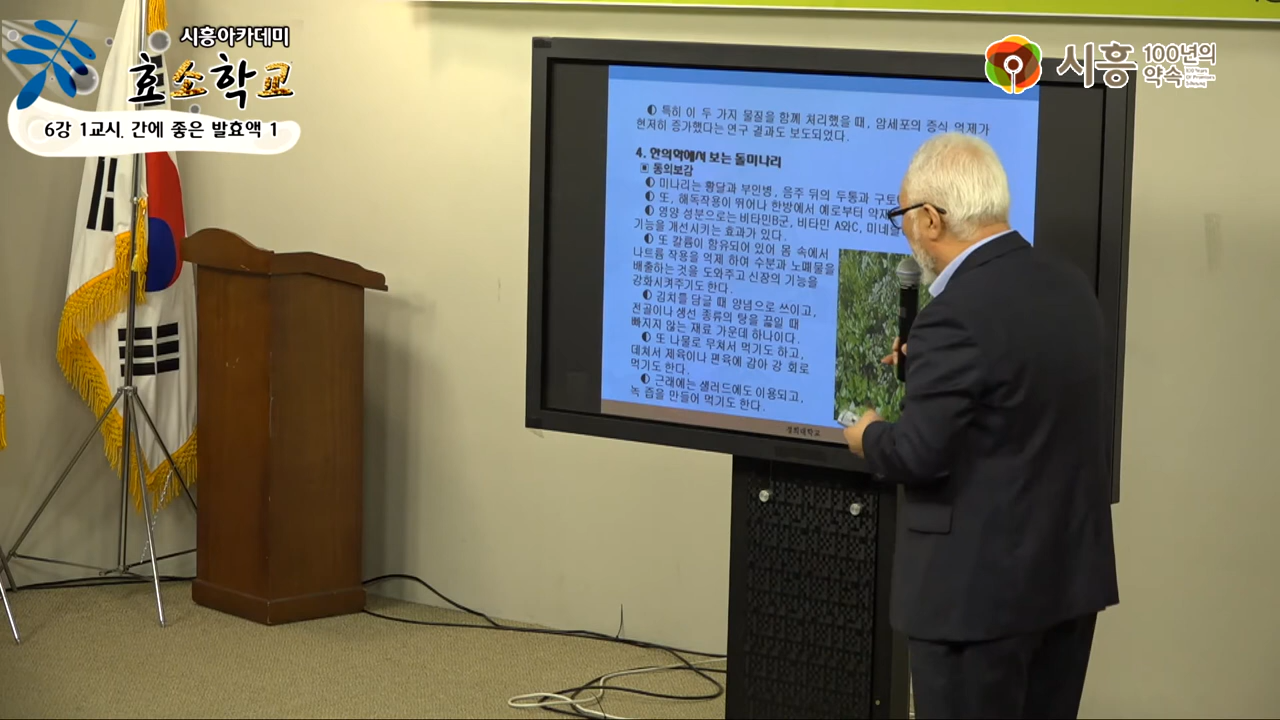 시흥아카데미
효소학교
6강 1교시. 간에 좋은 발효액 1
시흥 100년의
약속
◐ 특히 이 두 가지 물질을 함께 처리했을 때, 암세포의 증식 억제가
현저히 증가했다는 연구 결과도 보도되었다.
4. 한의학에서 보는 돌미나리
▣ 동의보감
◐ 미나리는 황달과 부인병, 음주 뒤의 두통과 구토에
◐ 또, 해독작용이 뛰어나 한방에서 예로부터 약재
◐ 영양 성분으로는 비타민B군, 비타민 A와C, 미네랄
기능을 개선시키는 효과가 있다.
◐ 또 칼륨이 함유되어 있어 몸 속에서
나트륨 작용을 억제 하여 수분과 노폐물을
배출하는 것을 도와주고 신장의 기능을
강화시켜주기도 한다.
◐ 김치를 담글 때 양념으로 쓰이고,
전골이나 생선 종류의 탕을 끓일 때
빠지지 않는 재료 가운데 하나이다.
◐ 또 나물로 무쳐서 먹기도 하고,
데쳐서 제육이나 편육에 감아 강 회로
먹기도 한다.
◐ 근래에는 샐러드에도 이용되고,
녹 즙을 만들어 먹기도 한다.
경희대학교